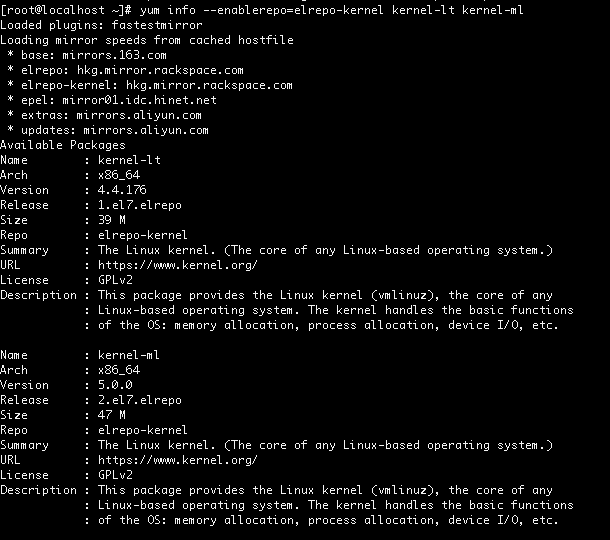 [root@localhost ~]# yum info --enablerepo=elrepo-kernel kernel-lt kernel-ml
Loaded plugins: fastestmirror
Loading mirror speeds from cached hostfile
 * base: mirrors.163.com
 * elrepo: hkg.mirror.rackspace.com
 * elrepo-kernel: hkg.mirror.rackspace.com
 * epel: mirror01.idc.hinet.net
 * extras: mirrors.aliyun.com
 * updates: mirrors.aliyun.com
Available Packages
Name        : kernel-lt
Arch        : x86_64
Version     : 4.4.176
Release     : 1.el7.elrepo
Size        : 39 M
Repo        : elrepo-kernel
Summary     : The Linux kernel. (The core of any Linux-based operating system.)
URL         : https://www.kernel.org/
License     : GPLv2
Description : This package provides the Linux kernel (vmlinuz), the core of any
            : Linux-based operating system. The kernel handles the basic functions
            : of the OS: memory allocation, process allocation, device I/O, etc.

Name        : kernel-ml
Arch        : x86_64
Version     : 5.0.0
Release     : 2.el7.elrepo
Size        : 47 M
Repo        : elrepo-kernel
Summary     : The Linux kernel. (The core of any Linux-based operating system.)
URL         : https://www.kernel.org/
License     : GPLv2
Description : This package provides the Linux kernel (vmlinuz), the core of any
            : Linux-based operating system. The kernel handles the basic functions
            : of the OS: memory allocation, process allocation, device I/O, etc.